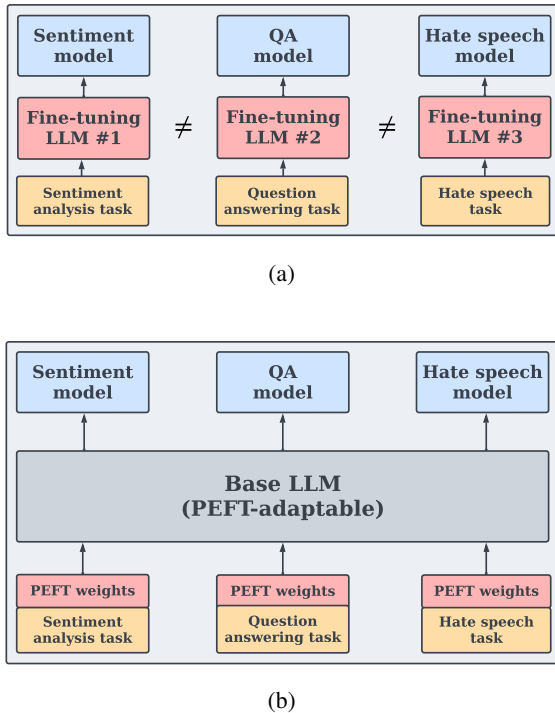 Sentiment
model
QA
model
Hate speech
model
Fine-tuning
LLM #1
≠
Fine-tuning
LLM #2
≠
Fine-tuning
LLM #3
Sentiment
analysis task
Question
answering task
Hate speech
task
(a)
Sentiment
model
QA
model
Hate speech
model
Base LLM
(PEFT-adaptable)
PEFT weights
PEFT weights
PEFT weights
Sentiment
analysis task
Question
answering task
Hate speech
task
(b)